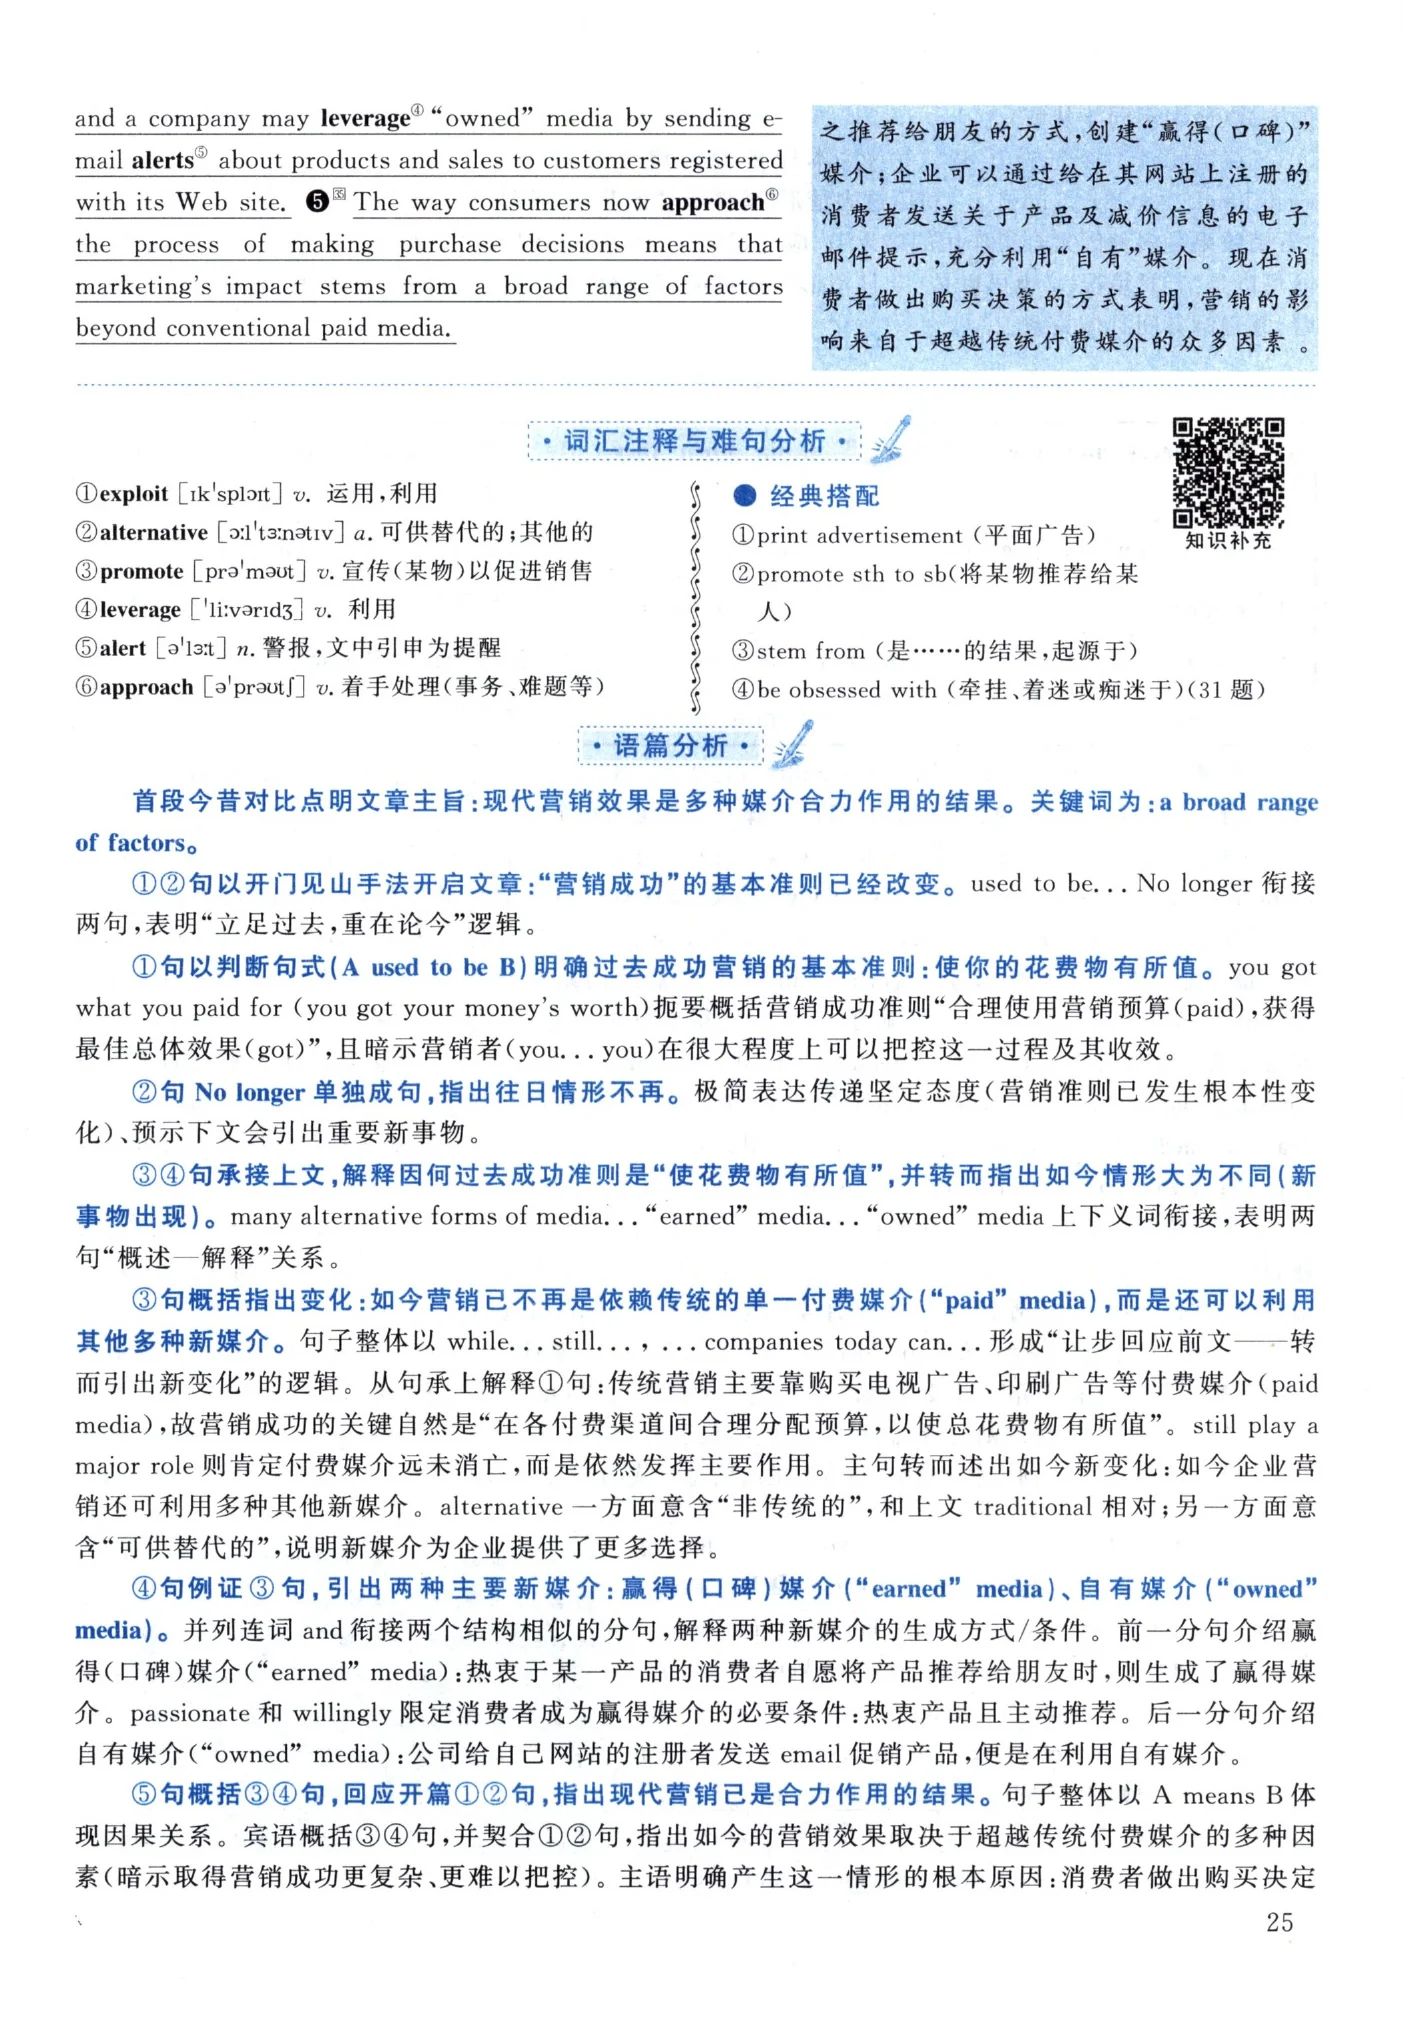 and a company may leverage④ “owned” media by sending e-
mail alerts⑤ about products and sales to customers registered
with its Web site. ❺㉟ The way consumers now approach⑥
the process of making purchase decisions means that
marketing's impact stems from a broad range of factors
beyond conventional paid media.
之推荐给朋友的方式,创建“赢得(口碑)”
媒介;企业可以通过给在其网站上注册的
消费者发送关于产品及减价信息的电子
邮件提示,充分利用“自有”媒介。现在消
费者做出购买决策的方式表明,营销的影
响来自于超越传统付费媒介的众多因素。
·词汇注释与难句分析·
①exploit [ɪkˈsplɔɪt] v. 运用,利用
②alternative [ɔːlˈtɜːnətɪv] a. 可供替代的;其他的
③promote [prəˈməʊt] v. 宣传(某物)以促进销售
④leverage [ˈliːvərɪdʒ] v. 利用
⑤alert [əˈlɜːt] n. 警报,文中引申为提醒
⑥approach [əˈprəʊtʃ] v. 着手处理(事务、难题等)
● 经典搭配
①print advertisement (平面广告)
②promote sth to sb(将某物推荐给某
人)
③stem from (是……的结果,起源于)
④be obsessed with (牵挂、着迷或痴迷于)(31 题)
知识补充
·语篇分析·
首段今昔对比点明文章主旨:现代营销效果是多种媒介合力作用的结果。关键词为:a broad range
of factors。
①②句以开门见山手法开启文章:“营销成功”的基本准则已经改变。used to be... No longer 衔接
两句,表明“立足过去,重在论今”逻辑。
①句以判断句式(A used to be B)明确过去成功营销的基本准则:使你的花费物有所值。you got
what you paid for (you got your money's worth)扼要概括营销成功准则“合理使用营销预算(paid),获得
最佳总体效果(got)”,且暗示营销者(you...you)在很大程度上可以把控这一过程及其收效。
②句 No longer 单独成句,指出往日情形不再。极简表达传递坚定态度(营销准则已发生根本性变
化)、预示下文会引出重要新事物。
③④句承接上文,解释因何过去成功准则是“使花费物有所值”,并转而指出如今情形大为不同(新
事物出现)。many alternative forms of media...“earned” media...“owned” media 上下义词衔接,表明两
句“概述—解释”关系。
③句概括指出变化:如今营销已不再是依赖传统的单一付费媒介(“paid” media),而是还可以利用
其他多种新媒介。句子整体以 while... still..., ... companies today can... 形成“让步回应前文——转
而引出新变化”的逻辑。从句承上解释①句:传统营销主要靠购买电视广告、印刷广告等付费媒介(paid
media),故营销成功的关键自然是“在各付费渠道间合理分配预算,以使总花费物有所值”。still play a
major role 则肯定付费媒介远未消亡,而是依然发挥主要作用。主句转而述出如今新变化:如今企业营
销还可利用多种其他新媒介。alternative 一方面意含“非传统的”,和上文 traditional 相对;另一方面意
含“可供替代的”,说明新媒介为企业提供了更多选择。
④句例证③句,引出两种主要新媒介:赢得(口碑)媒介(“earned” media)、自有媒介(“owned”
media)。并列连词 and 衔接两个结构相似的分句,解释两种新媒介的生成方式/条件。前一分句介绍赢
得(口碑)媒介(“earned” media):热衷于某一产品的消费者自愿将产品推荐给朋友时,则生成了赢得媒
介。passionate 和 willingly 限定消费者成为赢得媒介的必要条件:热衷产品且主动推荐。后一分句介绍
自有媒介(“owned” media):公司给自己网站的注册者发送 email 促销产品,便是在利用自有媒介。
⑤句概括③④句,回应开篇①②句,指出现代营销已是合力作用的结果。句子整体以 A means B 体
现因果关系。宾语概括③④句,并契合①②句,指出如今的营销效果取决于超越传统付费媒介的多种因
素(暗示取得营销成功更复杂、更难以把控)。主语明确产生这一情形的根本原因:消费者做出购买决定
25